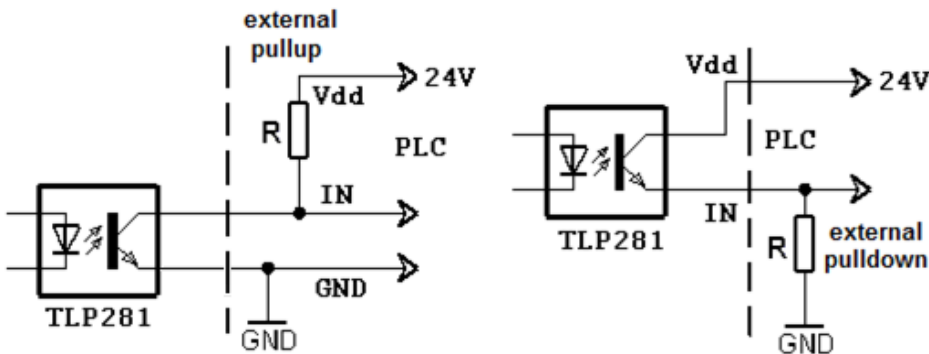 external
pullup
Vdd
24V
R
PLC
IN
GND
TLP281
GND
Vdd
24V
PLC
IN
TLP281
R
external
pulldown
GND